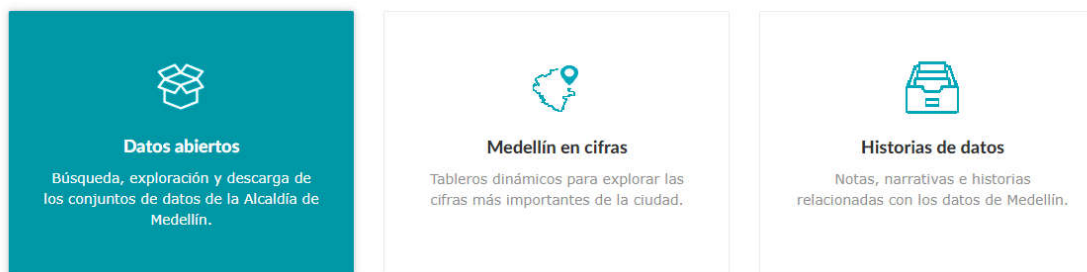 Datos abiertos
Búsqueda, exploración y descarga de
los conjuntos de datos de la Alcaldía de
Medellín.
Medellín en cifras
Tableros dinámicos para explorar las
cifras más importantes de la ciudad.
Historias de datos
Notas, narrativas e historias
relacionadas con los datos de Medellín.